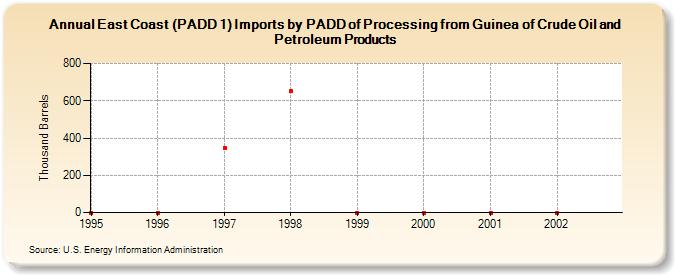 Annual East Coast (PADD 1) Imports by PADD of Processing from Guinea of Crude Oil and
Petroleum Products
Thousand Barrels
800
600
400
200
0
1995 1996 1997 1998 1999 2000 2001 2002
Source: U.S. Energy Information Administration